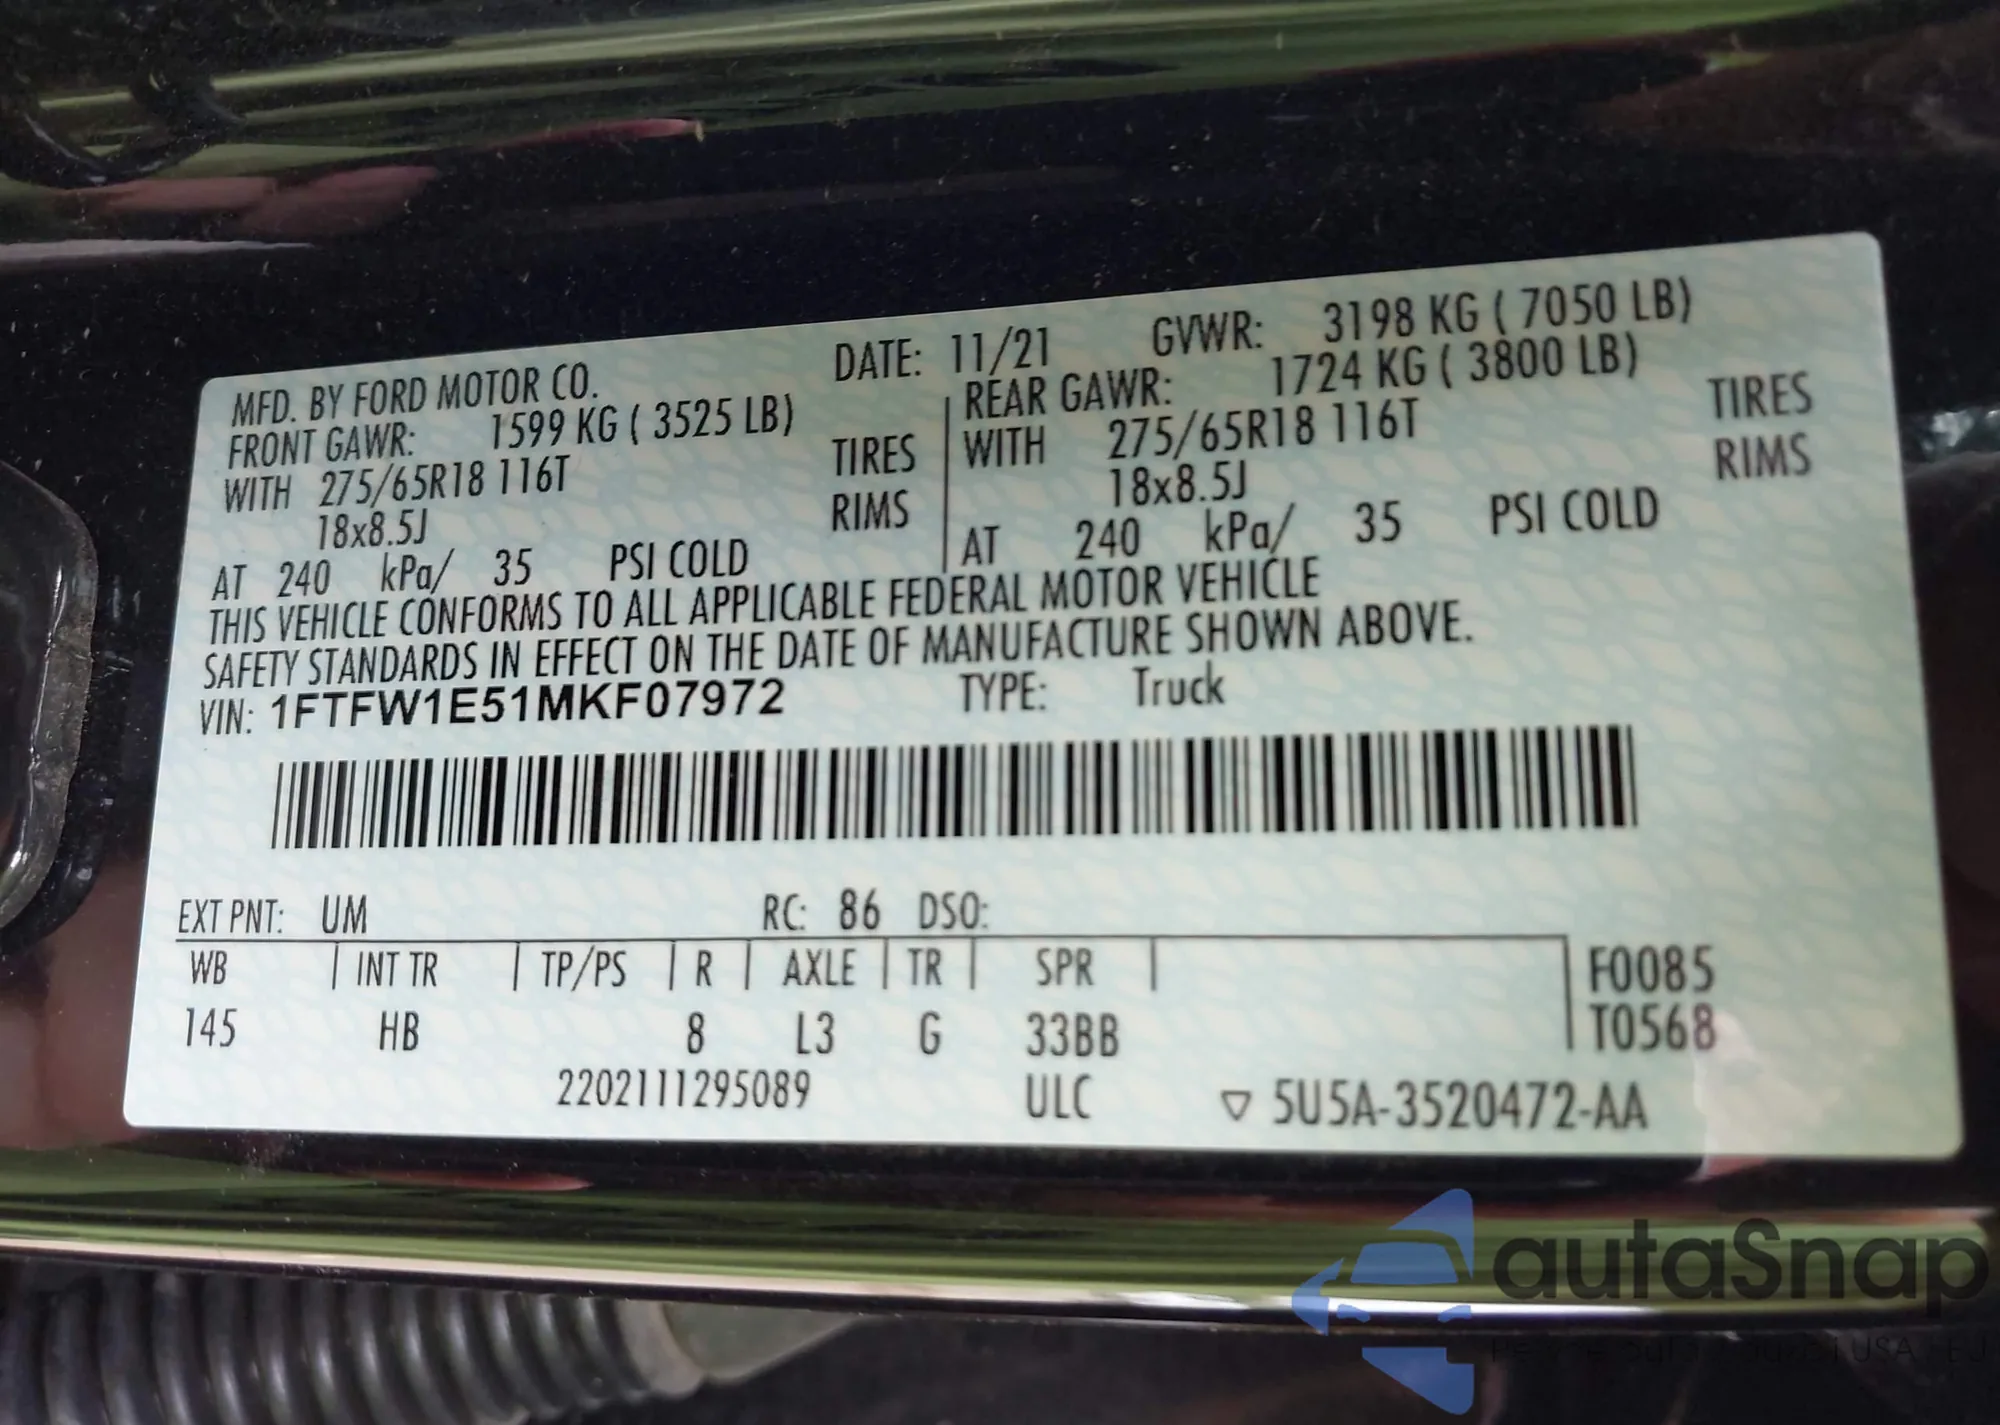 MFD. BY FORD MOTOR CO. DATE: 11/21 GVWR: 3198 KG ( 7050 LB)
FRONT GAWR: 1599 KG ( 3525 LB) REAR GAWR: 1724 KG ( 3800 LB)
WITH 275/65R18 116T TIRES WITH 275/65R18 116T TIRES
18x8.5J RIMS 18x8.5J RIMS
AT 240 kPa/ 35 PSI COLD AT 240 kPa/ 35 PSI COLD
THIS VEHICLE CONFORMS TO ALL APPLICABLE FEDERAL MOTOR VEHICLE
SAFETY STANDARDS IN EFFECT ON THE DATE OF MANUFACTURE SHOWN ABOVE.
VIN: 1FTFW1E51MKF07972 TYPE: Truck
EXT PNT: UM RC: 86 DSO:
WB INT TR TP/PS R AXLE TR SPR F0085
145 HB 8 L3 G 33BB T0568
2202111295089 ULC ▽ 5U5A-3520472-AA
autaSnap
USA